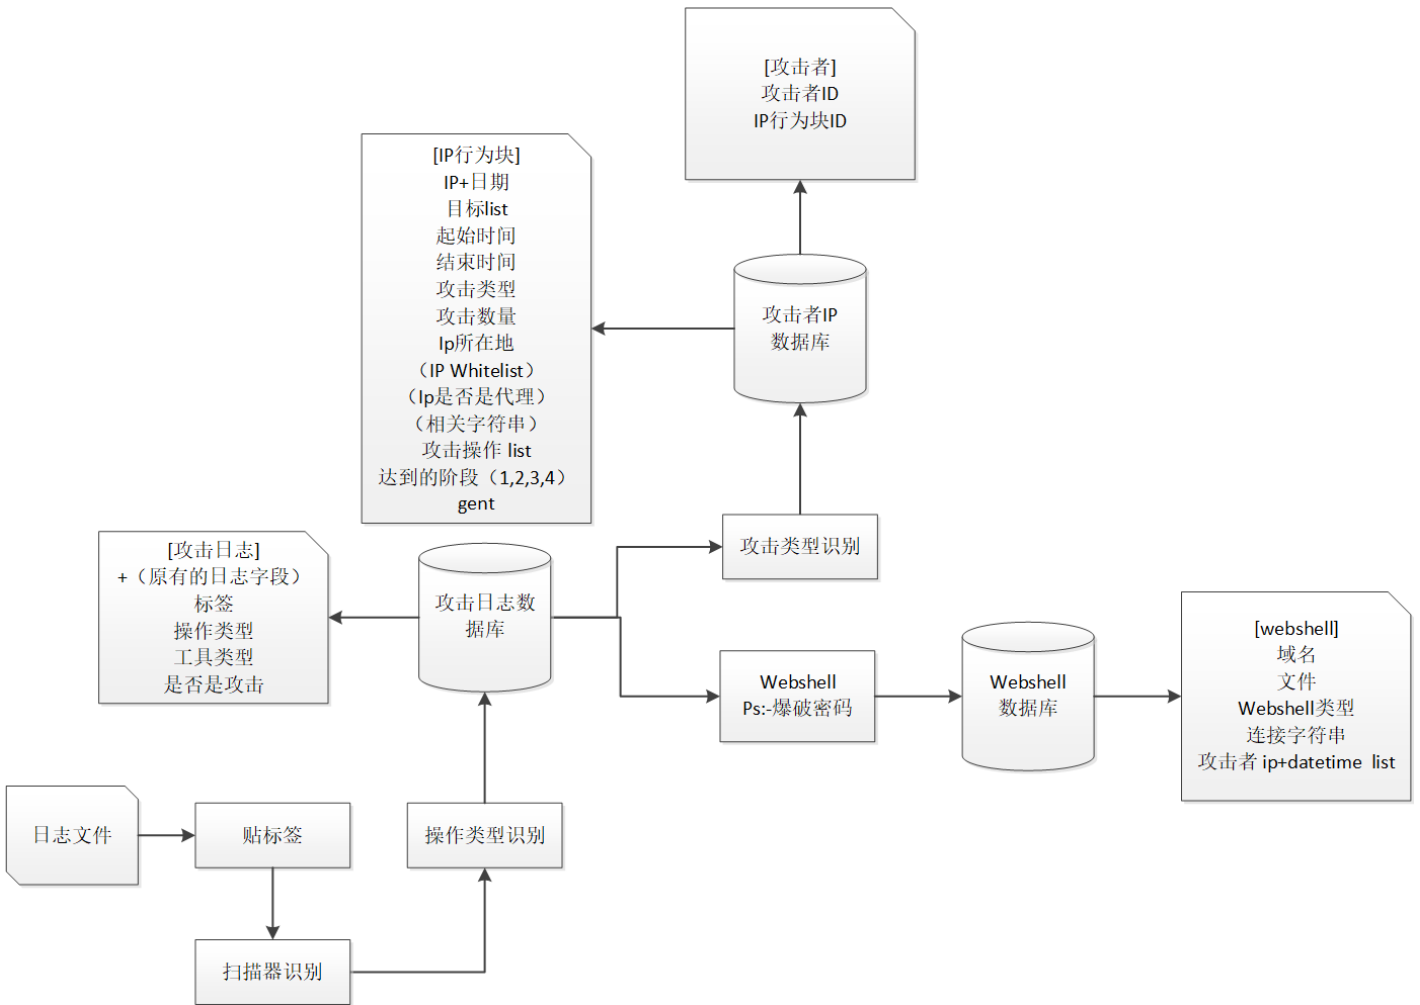 [攻击者]
攻击者ID
IP行为块ID
[IP行为块]
IP+日期
目标list
起始时间
结束时间
攻击类型
攻击数量
Ip所在地
（IP Whitelist）
（Ip是否是代理）
（相关字符串）
攻击操作 list
达到的阶段（1,2,3,4）
gent
攻击者IP
数据库
攻击类型识别
[攻击日志]
+（原有的日志字段）
标签
操作类型
工具类型
是否是攻击
攻击日志数
据库
Webshell
Ps:-爆破密码
Webshell
数据库
[webshell]
域名
文件
Webshell类型
连接字符串
攻击者 ip+datetime list
日志文件
贴标签
操作类型识别
扫描器识别